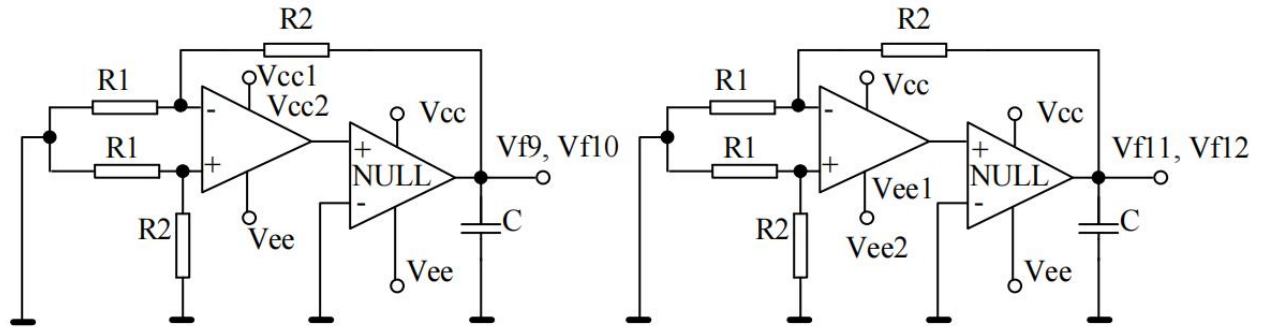 R2
R1
Vcc1
Vcc2
-
Vcc
R1
+
+
NULL
-
Vf9, Vf10
R2
Vee
C
Vee
R2
R1
Vcc
-
Vcc
R1
+
+
NULL
-
Vf11, Vf12
Vee1
R2
Vee2
C
Vee